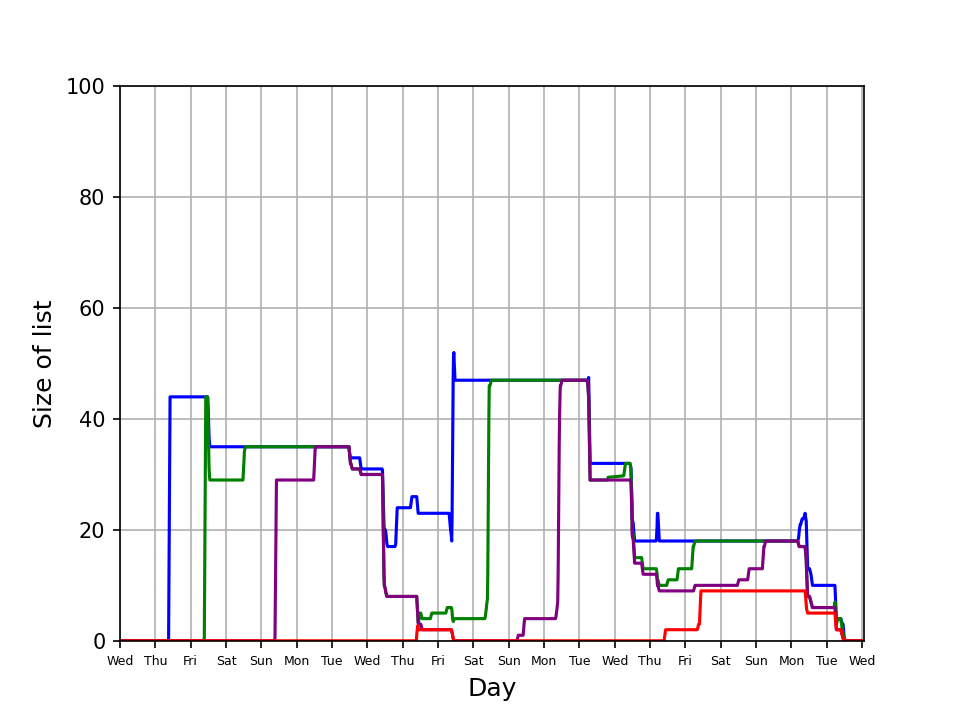 100
80
60
40
20
0
Size of list
Wed Thu Fri Sat Sun Mon Tue Wed Thu Fri Sat Sun Mon Tue Wed Thu Fri Sat Sun Mon Tue Wed
Day